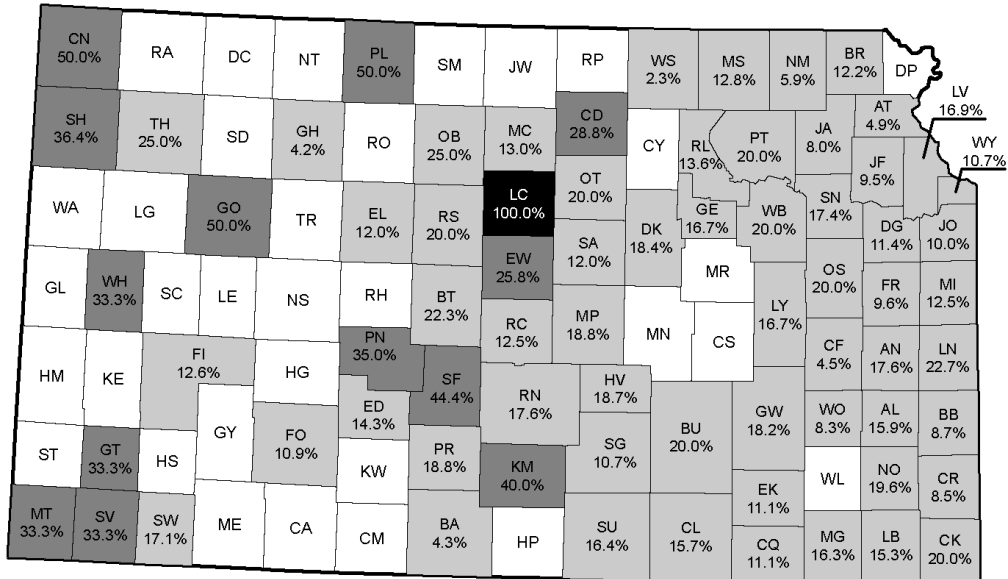 CN
50.0%
RA
DC
NT
PL
50.0%
SM
JW
RP
WS
2.3%
MS
12.8%
NM
5.9%
BR
12.2%
DP
LV
16.9%
SH
36.4%
TH
25.0%
SD
GH
4.2%
RO
OB
25.0%
MC
13.0%
CD
28.8%
CY
RL
13.6%
PT
20.0%
JA
8.0%
AT
4.9%
WY
10.7%
JF
9.5%
WA
LG
GO
50.0%
TR
EL
12.0%
RS
20.0%
LC
100.0%
OT
20.0%
DK
18.4%
GE
16.7%
WB
20.0%
SN
17.4%
DG
11.4%
JO
10.0%
SA
12.0%
EW
25.8%
MR
GL
WH
33.3%
SC
LE
NS
RH
BT
22.3%
RC
12.5%
MP
18.8%
MN
CS
LY
16.7%
OS
20.0%
FR
9.6%
MI
12.5%
HM
KE
FI
12.6%
HG
PN
35.0%
SF
44.4%
CF
4.5%
AN
17.6%
LN
22.7%
RN
17.6%
HV
18.7%
ED
14.3%
BU
20.0%
GW
18.2%
WO
8.3%
AL
15.9%
BB
8.7%
ST
GT
33.3%
HS
GY
FO
10.9%
KW
PR
18.8%
KM
40.0%
SG
10.7%
WL
NO
19.6%
CR
8.5%
EK
11.1%
MT
33.3%
SV
33.3%
SW
17.1%
ME
CA
CM
BA
4.3%
HP
SU
16.4%
CL
15.7%
CQ
11.1%
MG
16.3%
LB
15.3%
CK
20.0%